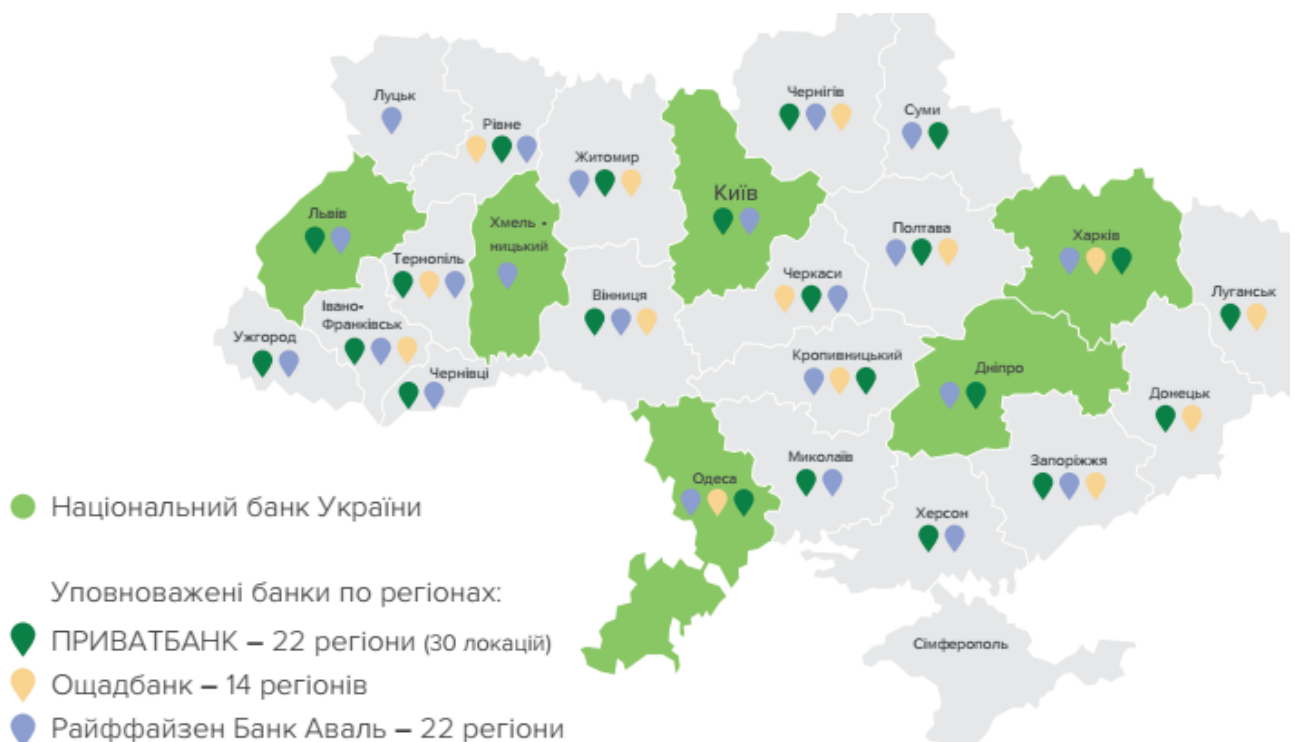 Луцьк
Рівне
Житомир
Чернігів
Суми
Київ
Львів
Хмель -
ницький
Тернопіль
Полтава
Харків
Луганськ
Черкаси
Вінниця
Івано-
Франківськ
Ужгород
Чернівці
Кропивницький
Дніпро
Донецьк
Миколаїв
Запоріжжя
Одеса
Херсон
Сімферополь
Національний банк України
Уповноважені банки по регіонах:
ПРИВАТБАНК – 22 регіони (30 локацій)
Ощадбанк – 14 регіонів
Райффайзен Банк Аваль – 22 регіони